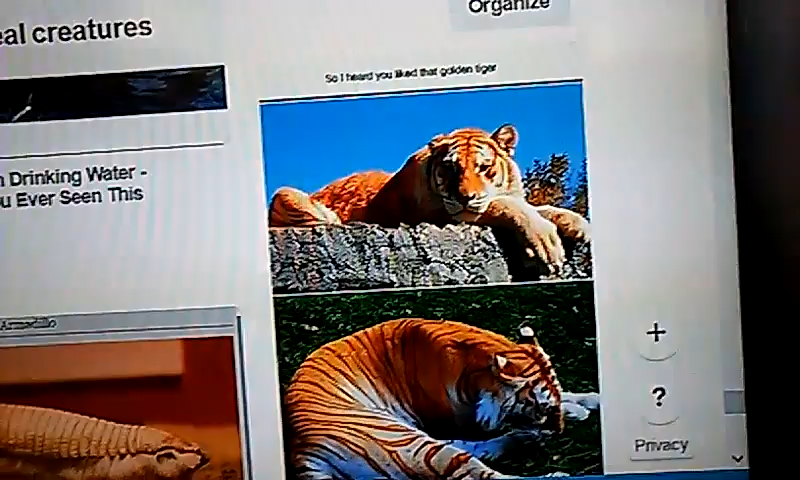 Organize
eal creatures
So I heard you liked that golden tiger
n Drinking Water -
u Ever Seen This
Armadillo
+
?
Privacy